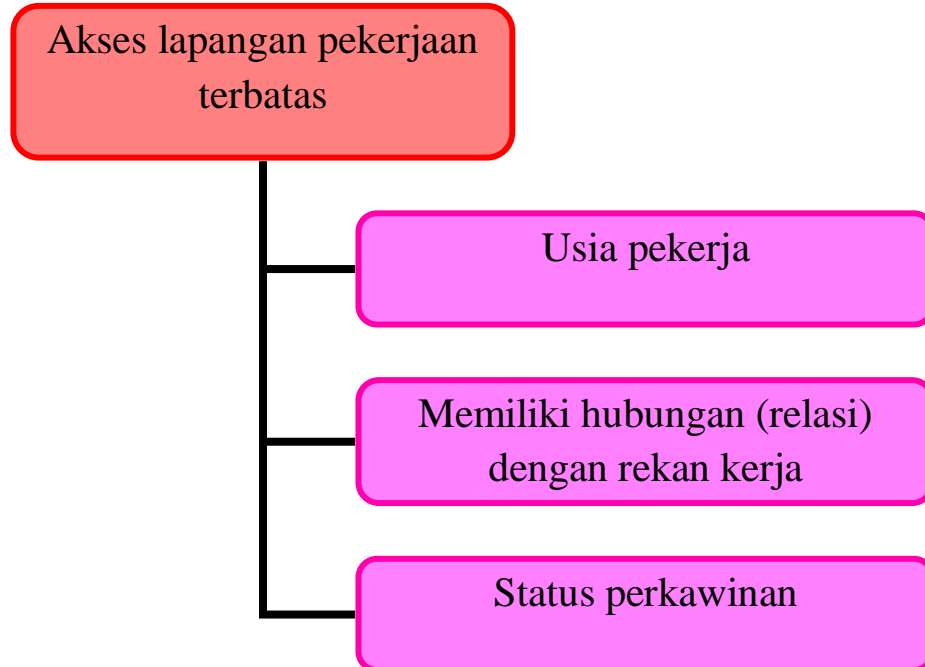 Akses lapangan pekerjaan
terbatas
Usia pekerja
Memiliki hubungan (relasi)
dengan rekan kerja
Status perkawinan